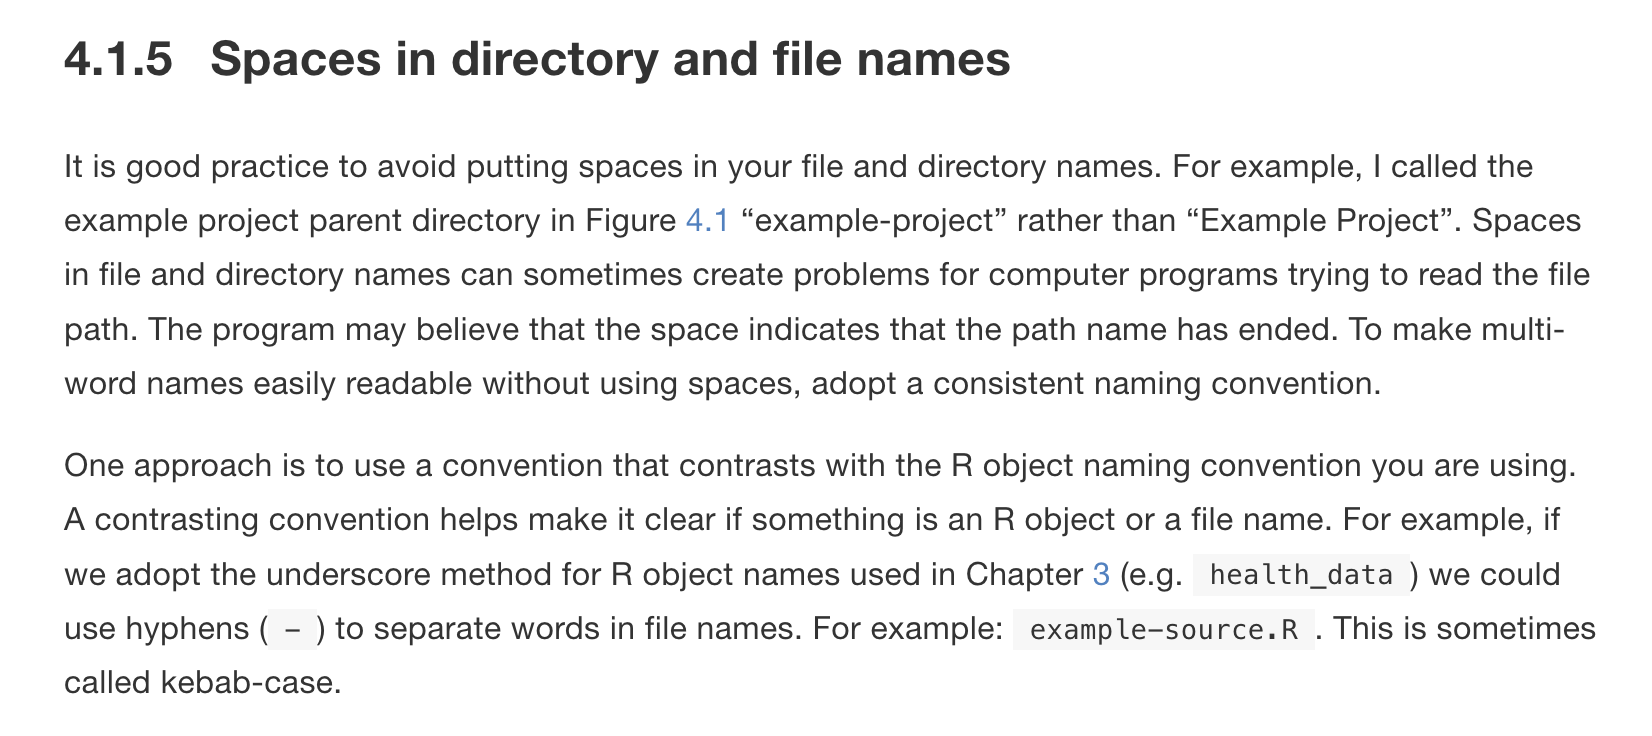 4.1.5 Spaces in directory and file names
It is good practice to avoid putting spaces in your file and directory names. For example, I called the
example project parent directory in Figure 4.1 “example-project” rather than “Example Project”. Spaces
in file and directory names can sometimes create problems for computer programs trying to read the file
path. The program may believe that the space indicates that the path name has ended. To make multi-
word names easily readable without using spaces, adopt a consistent naming convention.
One approach is to use a convention that contrasts with the R object naming convention you are using.
A contrasting convention helps make it clear if something is an R object or a file name. For example, if
we adopt the underscore method for R object names used in Chapter 3 (e.g. health_data ) we could
use hyphens ( - ) to separate words in file names. For example: example-source.R . This is sometimes
called kebab-case.